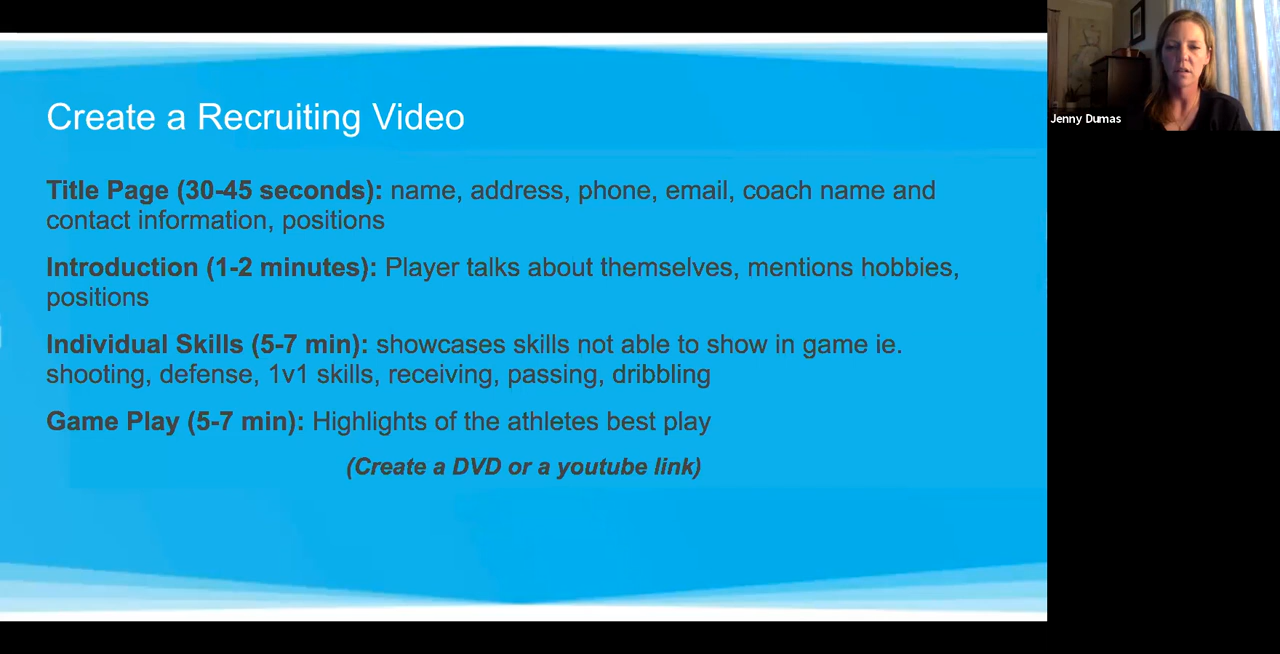 Create a Recruiting Video
Title Page (30-45 seconds): name, address, phone, email, coach name and
contact information, positions
Introduction (1-2 minutes): Player talks about themselves, mentions hobbies,
positions
Individual Skills (5-7 min): showcases skills not able to show in game ie.
shooting, defense, 1v1 skills, receiving, passing, dribbling
Game Play (5-7 min): Highlights of the athletes best play
(Create a DVD or a youtube link)
Jenny Dumas